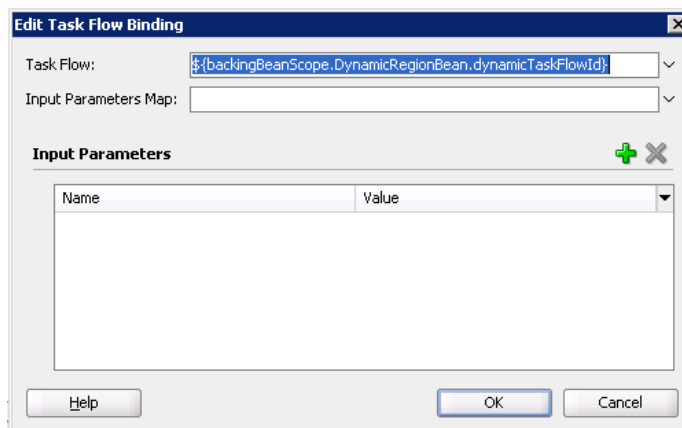 Edit Task Flow Binding
Task Flow:
${backingBeanScope.DynamicRegionBean.dynamicTaskFlowId}
Input Parameters Map:
Input Parameters
Name Value
Help OK Cancel